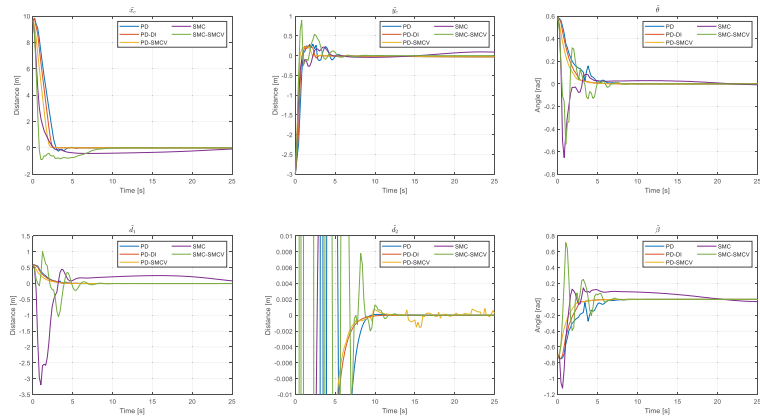 x̃r
10
8
6
4
2
0
-2
0 5 10 15 20 25
Distance [m]
Time [s]
PD SMC
PD-DI SMC-SMCV
PD-SMCV
ỹr
1
0.5
0
-0.5
-1
-1.5
-2
-2.5
-3
0 5 10 15 20 25
Distance [m]
Time [s]
PD SMC
PD-DI SMC-SMCV
PD-SMCV
θ̃
0.6
0.4
0.2
0
-0.2
-0.4
-0.6
-0.8
0 5 10 15 20 25
Angle [rad]
Time [s]
PD SMC
PD-DI SMC-SMCV
PD-SMCV
d̃1
1.5
1
0.5
0
-0.5
-1
-1.5
-2
-2.5
-3
-3.5
0 5 10 15 20 25
Distance [m]
Time [s]
PD SMC
PD-DI SMC-SMCV
PD-SMCV
d̃2
0.01
0.008
0.006
0.004
0.002
0
-0.002
-0.004
-0.006
-0.008
-0.01
0 5 10 15 20 25
Distance [m]
Time [s]
PD SMC
PD-DI SMC-SMCV
PD-SMCV
β̃
0.8
0.6
0.4
0.2
0
-0.2
-0.4
-0.6
-0.8
-1
-1.2
0 5 10 15 20 25
Angle [rad]
Time [s]
PD SMC
PD-DI SMC-SMCV
PD-SMCV